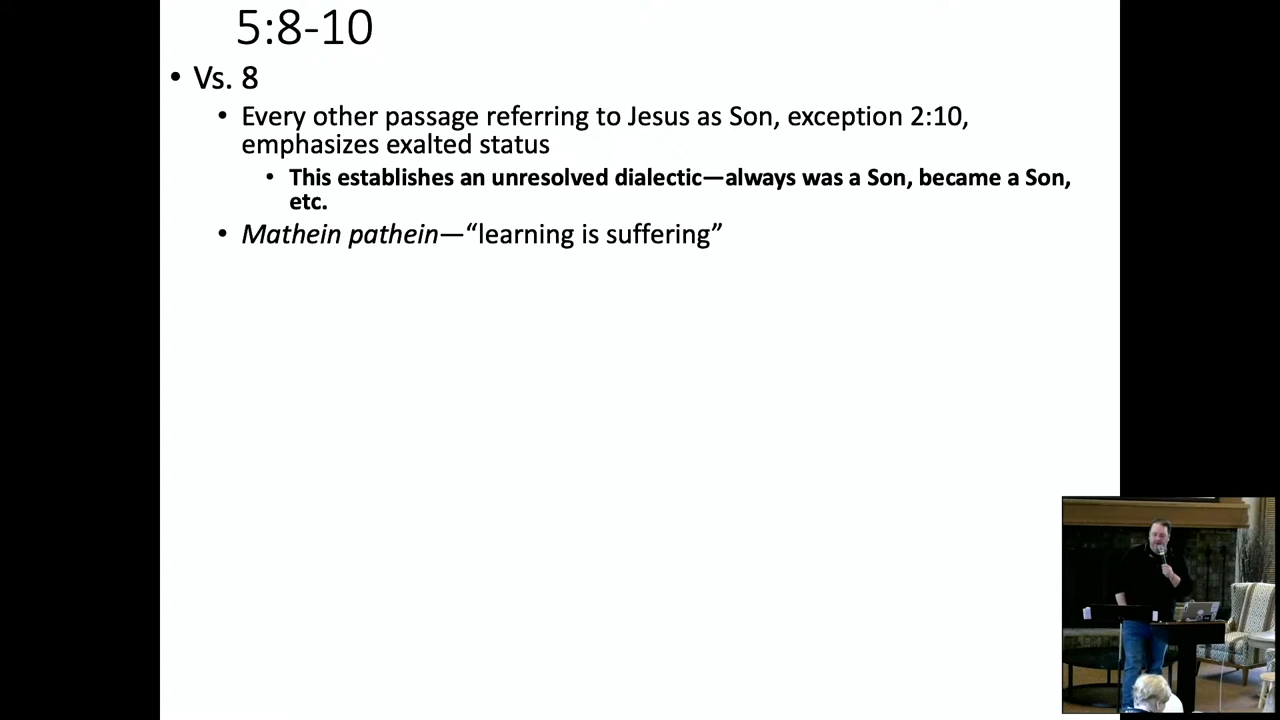 5:8-10
• Vs. 8
• Every other passage referring to Jesus as Son, exception 2:10,
emphasizes exalted status
• This establishes an unresolved dialectic—always was a Son, became a Son,
etc.
• Mathein pathein—“learning is suffering”